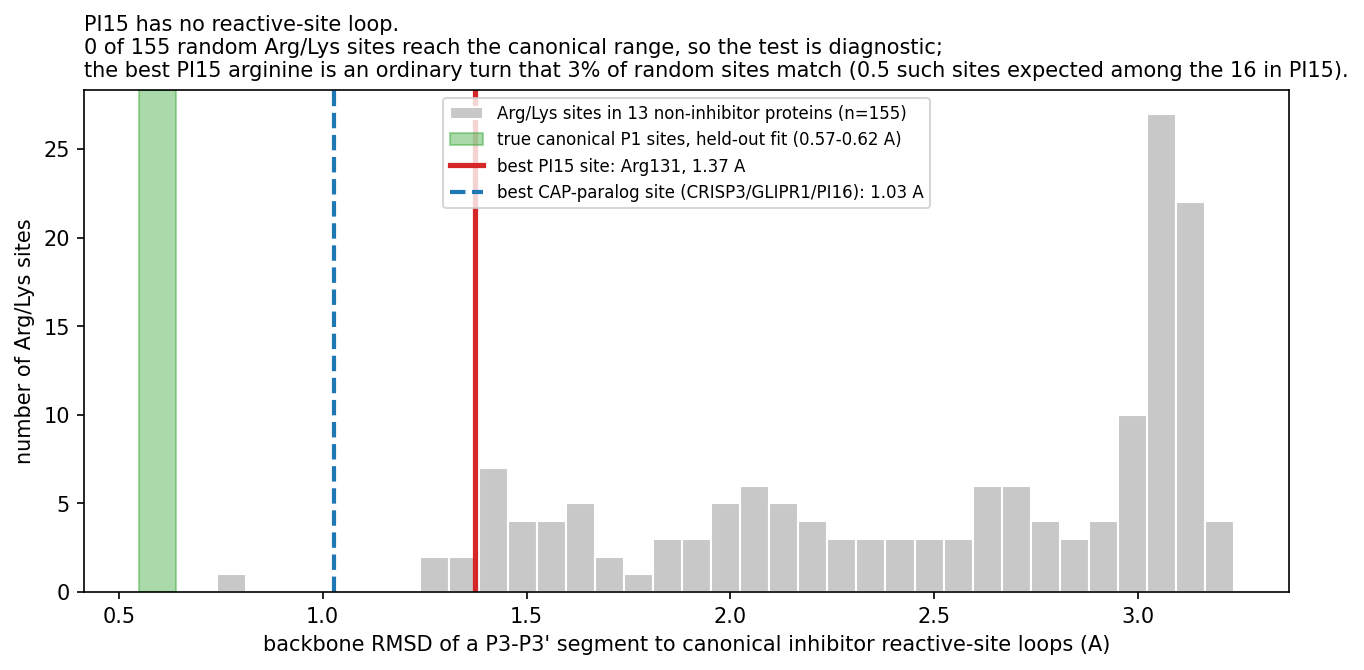 PI15 has no reactive-site loop.
0 of 155 random Arg/Lys sites reach the canonical range, so the test is diagnostic;
the best PI15 arginine is an ordinary turn that 3% of random sites match (0.5 such sites expected among the 16 in PI15).
Arg/Lys sites in 13 non-inhibitor proteins (n=155)
true canonical P1 sites, held-out fit (0.57-0.62 A)
best PI15 site: Arg131, 1.37 A
best CAP-paralog site (CRISP3/GLIPR1/PI16): 1.03 A
number of Arg/Lys sites
25
20
15
10
5
0
0.5 1.0 1.5 2.0 2.5 3.0
backbone RMSD of a P3-P3' segment to canonical inhibitor reactive-site loops (A)